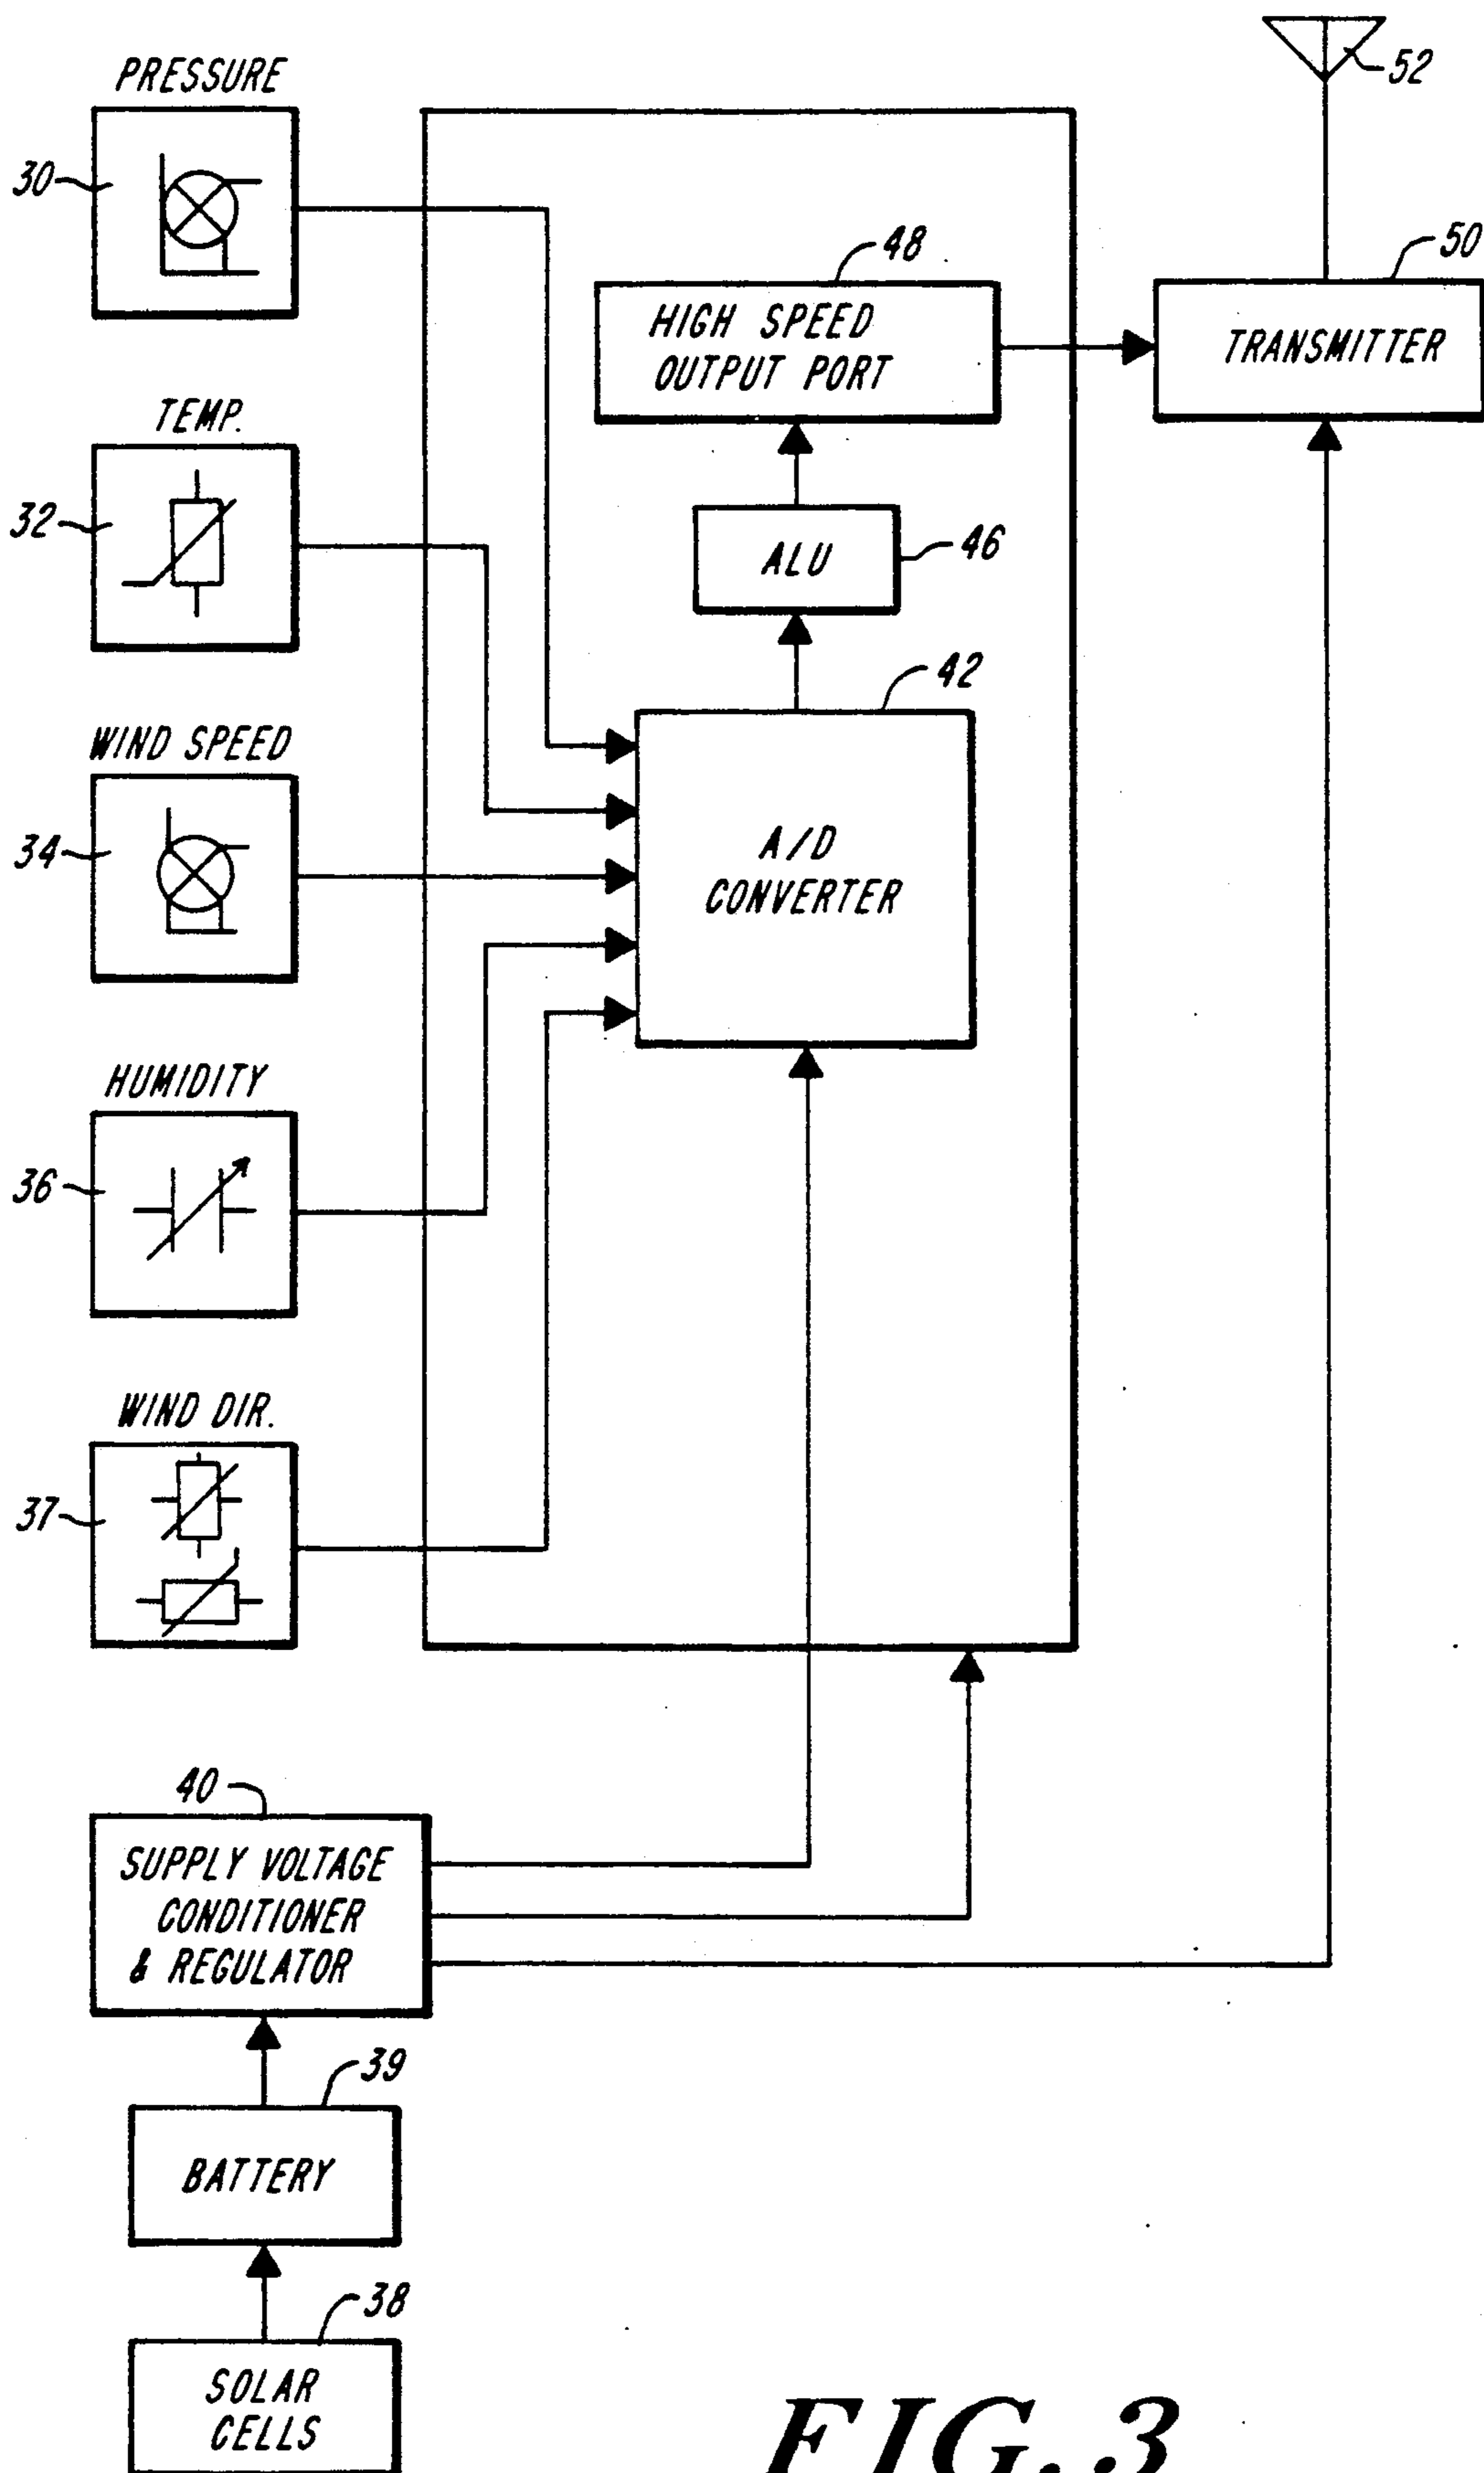 PRESSURE
30
52
48
HIGH SPEED
OUTPUT PORT
50
TRANSMITTER
TEMP.
32
ALU
46
42
WIND SPEED
34
A/D
CONVERTER
HUMIDITY
36
WIND DIR.
37
40
SUPPLY VOLTAGE
CONDITIONER
& REGULATOR
39
BATTERY
38
SOLAR
CELLS
FIG. 3